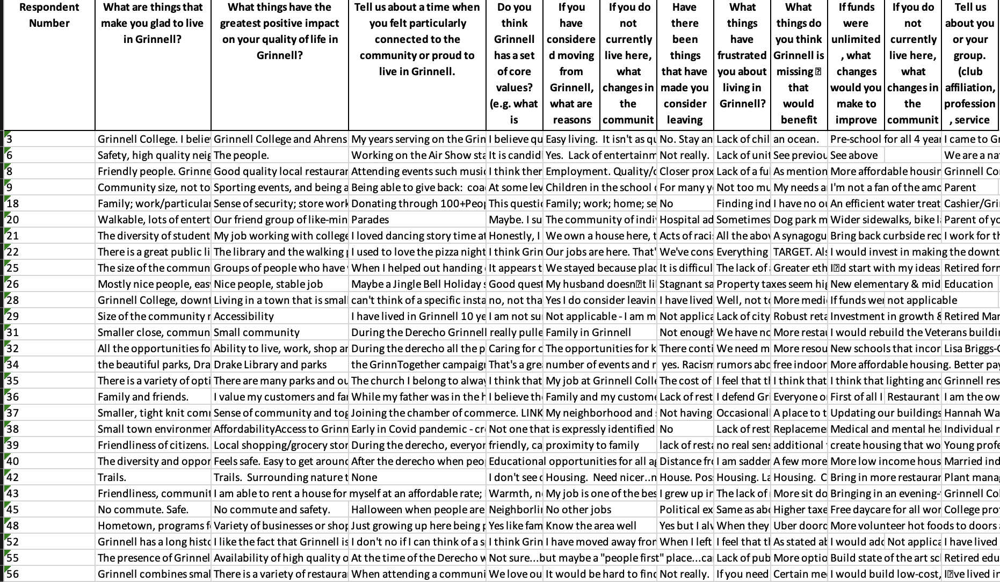 Respondent
Number
What are things that
make you glad to live
in Grinnell?
What things have the
greatest positive impact
on your quality of life in
Grinnell?
Tell us about a time when
you felt particularly
connected to the
community or proud to
live in Grinnell.
Do you
think
Grinnell
has a set
of core
values?
(e.g. what
is
If you
have
considere
d moving
from
Grinnell,
what are
reasons
If you do
not
currently
live here,
what
changes in
the
communit
Have
there
been
things
that have
made you
consider
leaving
What
things
have
frustrated
you about
living in
Grinnell?
What
things do
you think
Grinnell is
missing
that
would
benefit
If funds
were
unlimited
, what
changes
would you
make to
improve
If you do
not
currently
live here,
what
changes in
the
communit
Tell us
about you
or your
group.
(club
affiliation,
profession
, service
3 Grinnell College. I believ Grinnell College and Ahrens My years serving on the Grin I believe qu Easy living. It isn't as qu No. Stay an Lack of chil an ocean. Pre-school for all 4 year I came to Gr
6 Safety, high quality neig The people. Working on the Air Show sta It is candid Yes. Lack of entertainm Not really. Lack of unit See previou See above We are a nat
8 Friendly people. Grinne Good quality local restaurar Attending events such music I think ther Employment. Quality/c Closer prox Lack of a ful As mention More affordable housin Grinnell Co
9 Community size, not to Sporting events, and being a Being able to give back: coa At some lev Children in the school For many y Not too mu My needs a I'm not a fan of the amo Parent
18 Family; work/particular Sense of security; store work Donating through 100+Peop This questio Family; work; home; se No Finding ind I have no ou An efficient water treat Cashier/Gri
20 Walkable, lots of entert Our friend group of like-min Parades Maybe. I su The community of indiv Hospital ad Sometimes Dog park m Wider sidewalks, bike la Parent of yo
21 The diversity of student My job working with college I loved dancing story time at Honestly, I We own a house here, t Acts of raci All the abov A synagogu Bring back curbside rec I work for th
22 There is a great public li The library and the walking I used to love the pizza night I think Grin Our jobs are here. That' We've cons Everything TARGET. Als I would invest in making the downt
25 The size of the commun Groups of people who have When I helped out handing It appears t We stayed because plac It is difficul The lack of Greater eth I d start with my ideas Retired forn
26 Mostly nice people, eas Nice people, stable job Maybe a Jingle Bell Holiday s Good quest My husband doesn t li Stagnant sa Property taxes seem hig New elementary & mid Education
28 Grinnell College, downt Living in a town that is small can't think of a specific insta no, not tha Yes I do consider leavin I have lived Well, not to More medi If funds wer not applicable
29 Size of the community r Accessibility I have lived in Grinnell 10 ye I am not su Not applicable - I am m Not applica Lack of city Robust reta Investment in growth & Retired Mar
31 Smaller close, commun Small community During the Derecho Grinnell really pulle Family in Grinnell Not enough We have no More restau I would rebuild the Veterans buildin
32 All the opportunities fo Ability to live, work, shop ar During the derecho all the p Caring for c The opportunities for k There conti We need m More resou New schools that incor Lisa Briggs-C
34 the beautiful parks, Dra Drake Library and parks the GrinnTogether campaign That's a grea number of events and r yes. Racism rumors abo free indoor More affordable housing. Better pay
35 There is a variety of opti There are many parks and ou The church I belong to alway I think that My job at Grinnell Colle The cost of I feel that th I think that I think that lighting and Grinnell res
36 Family and friends. I value my customers and far While my father was in the h I believe the Family and my custome Lack of rest I defend Gri Everyone o First of all I Restaurant I am the ow
37 Smaller, tight knit comm Sense of community and tog Joining the chamber of commerce. LINK My neighborhood and Not having Occasional A place to t Updating our buildings Hannah Wa
38 Small town environmer AffordabilityAccess to Grinn Early in Covid pandemic - cr Not one that is expressly identified No Lack of rest Replaceme Medical and mental hea Individual r
39 Friendliness of citizens. Local shopping/grocery stor During the derecho, everyor friendly, ca proximity to family lack of resta no real sens additional create housing that wo Young profe
40 The diversity and oppor Feels safe. Easy to get around After the derecho when peop Educational opportunities for all ag Distance fro I am sadder A few more More low income hous Married ind
42 Trails. Trails. Surrounding nature t None I don't see c Housing. Need nicer..n House. Pos Housing. La Housing. C Bring in more restaurar Plant manag
43 Friendliness, communit I am able to rent a house for myself at an affordable rate; Warmth, n My job is one of the bes I grew up in The lack of More sit do Bringing in an evening- Grinnell Co
45 No commute. Safe. No commute and safety. Halloween when people are Neighborlin No other jobs Political ex Same as abo Higher taxe Free daycare for all wor College prof
48 Hometown, programs f Variety of businesses or shop Just growing up here being p Yes like fam Know the area well Yes but I alv When they Uber doord More volunteer hot foods to doors
52 Grinnell has a long histo I like the fact that Grinnell is I don't no if I can think of a s I think Grin I have moved away from When I left I feel that th As stated ab I would add Not applica I have lived
55 The presence of Grinnel Availability of high quality o At the time of the Derecho w Not sure...but maybe a "people first" place...car Lack of pub More optio Build state of the art sc Retired edu
56 Grinnell combines smal There is a variety of restaura When attending a communi We love ou It would be hard to find Not really. If you need Certain me I would build low-cost, I ve lived in